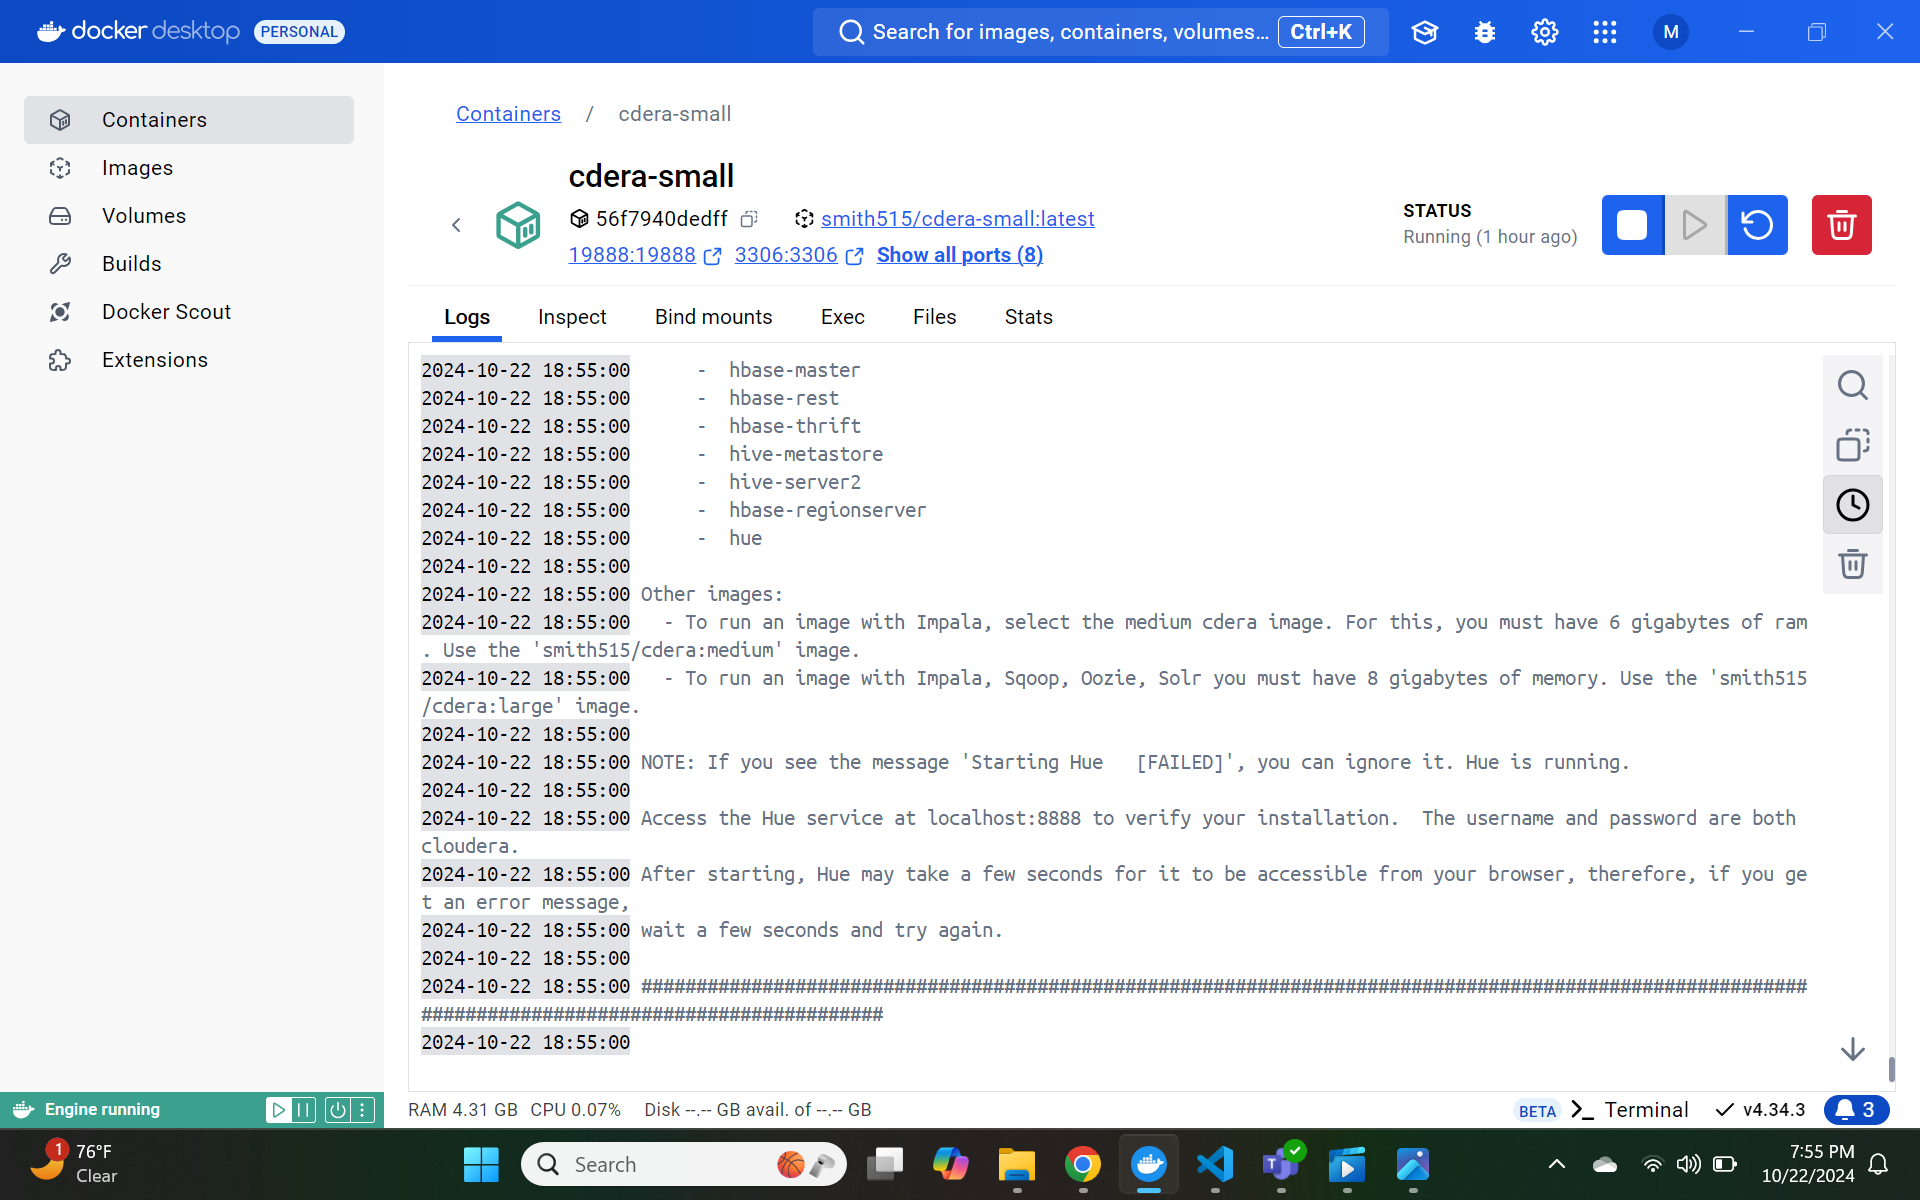 docker desktop PERSONAL
Search for images, containers, volumes... Ctrl+K
M
Containers
Images
Volumes
Builds
Docker Scout
Extensions
Containers / cdera-small
cdera-small
56f7940dedff smith515/cdera-small:latest
19888:19888 3306:3306 Show all ports (8)
STATUS
Running (1 hour ago)
Logs Inspect Bind mounts Exec Files Stats
2024-10-22 18:55:00 - hbase-master
2024-10-22 18:55:00 - hbase-rest
2024-10-22 18:55:00 - hbase-thrift
2024-10-22 18:55:00 - hive-metastore
2024-10-22 18:55:00 - hive-server2
2024-10-22 18:55:00 - hbase-regionserver
2024-10-22 18:55:00 - hue
2024-10-22 18:55:00
2024-10-22 18:55:00 Other images:
2024-10-22 18:55:00 - To run an image with Impala, select the medium cdera image. For this, you must have 6 gigabytes of ram
. Use the 'smith515/cdera:medium' image.
2024-10-22 18:55:00 - To run an image with Impala, Sqoop, Oozie, Solr you must have 8 gigabytes of memory. Use the 'smith515
/cdera:large' image.
2024-10-22 18:55:00
2024-10-22 18:55:00 NOTE: If you see the message 'Starting Hue [FAILED]', you can ignore it. Hue is running.
2024-10-22 18:55:00
2024-10-22 18:55:00 Access the Hue service at localhost:8888 to verify your installation. The username and password are both
cloudera.
2024-10-22 18:55:00 After starting, Hue may take a few seconds for it to be accessible from your browser, therefore, if you ge
t an error message,
2024-10-22 18:55:00 wait a few seconds and try again.
2024-10-22 18:55:00
2024-10-22 18:55:00 ##########################################################################################################
##########################################
2024-10-22 18:55:00
Engine running
RAM 4.31 GB CPU 0.07% Disk --.-- GB avail. of --.-- GB
BETA Terminal v4.34.3 3
1 76°F
Clear
Search
7:55 PM
10/22/2024